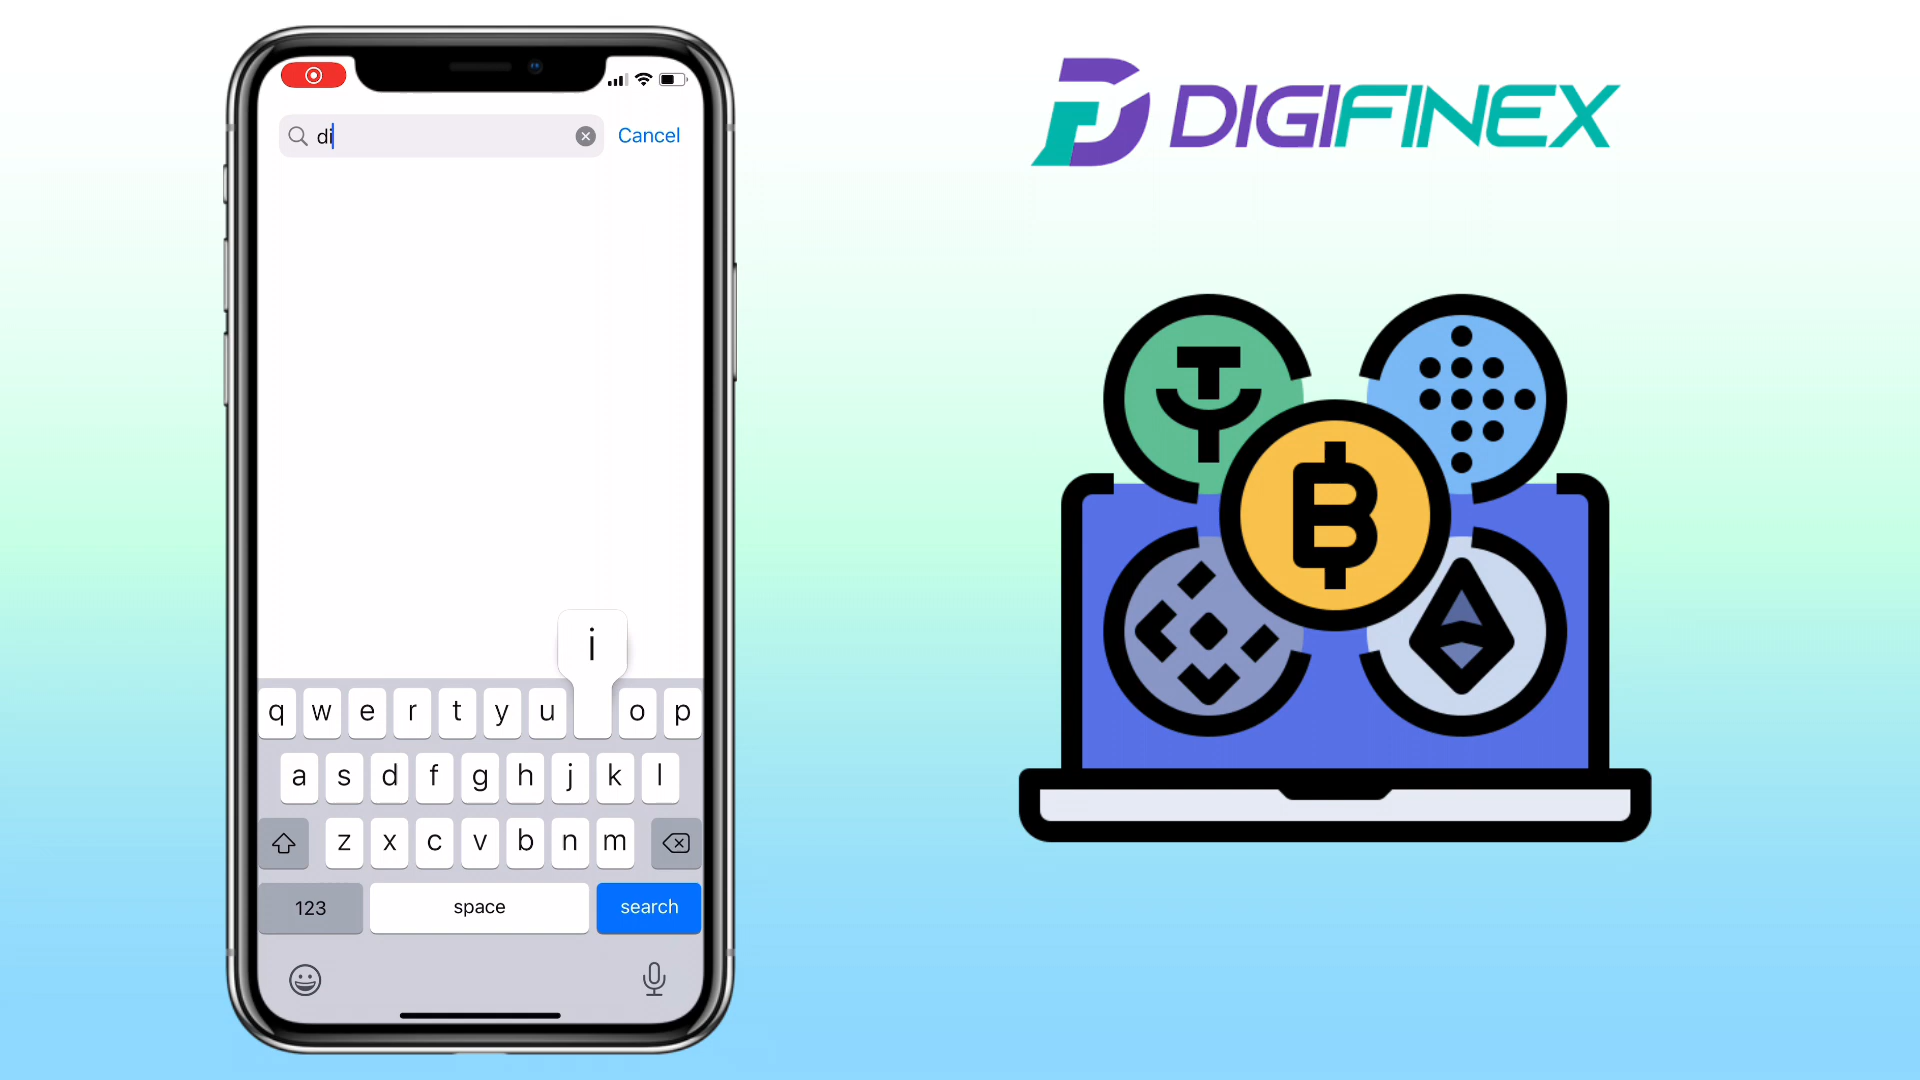 di
Cancel
i
q w e r t y u o p
a s d f g h j k l
z x c v b n m
123 space search
DIGIFINEX